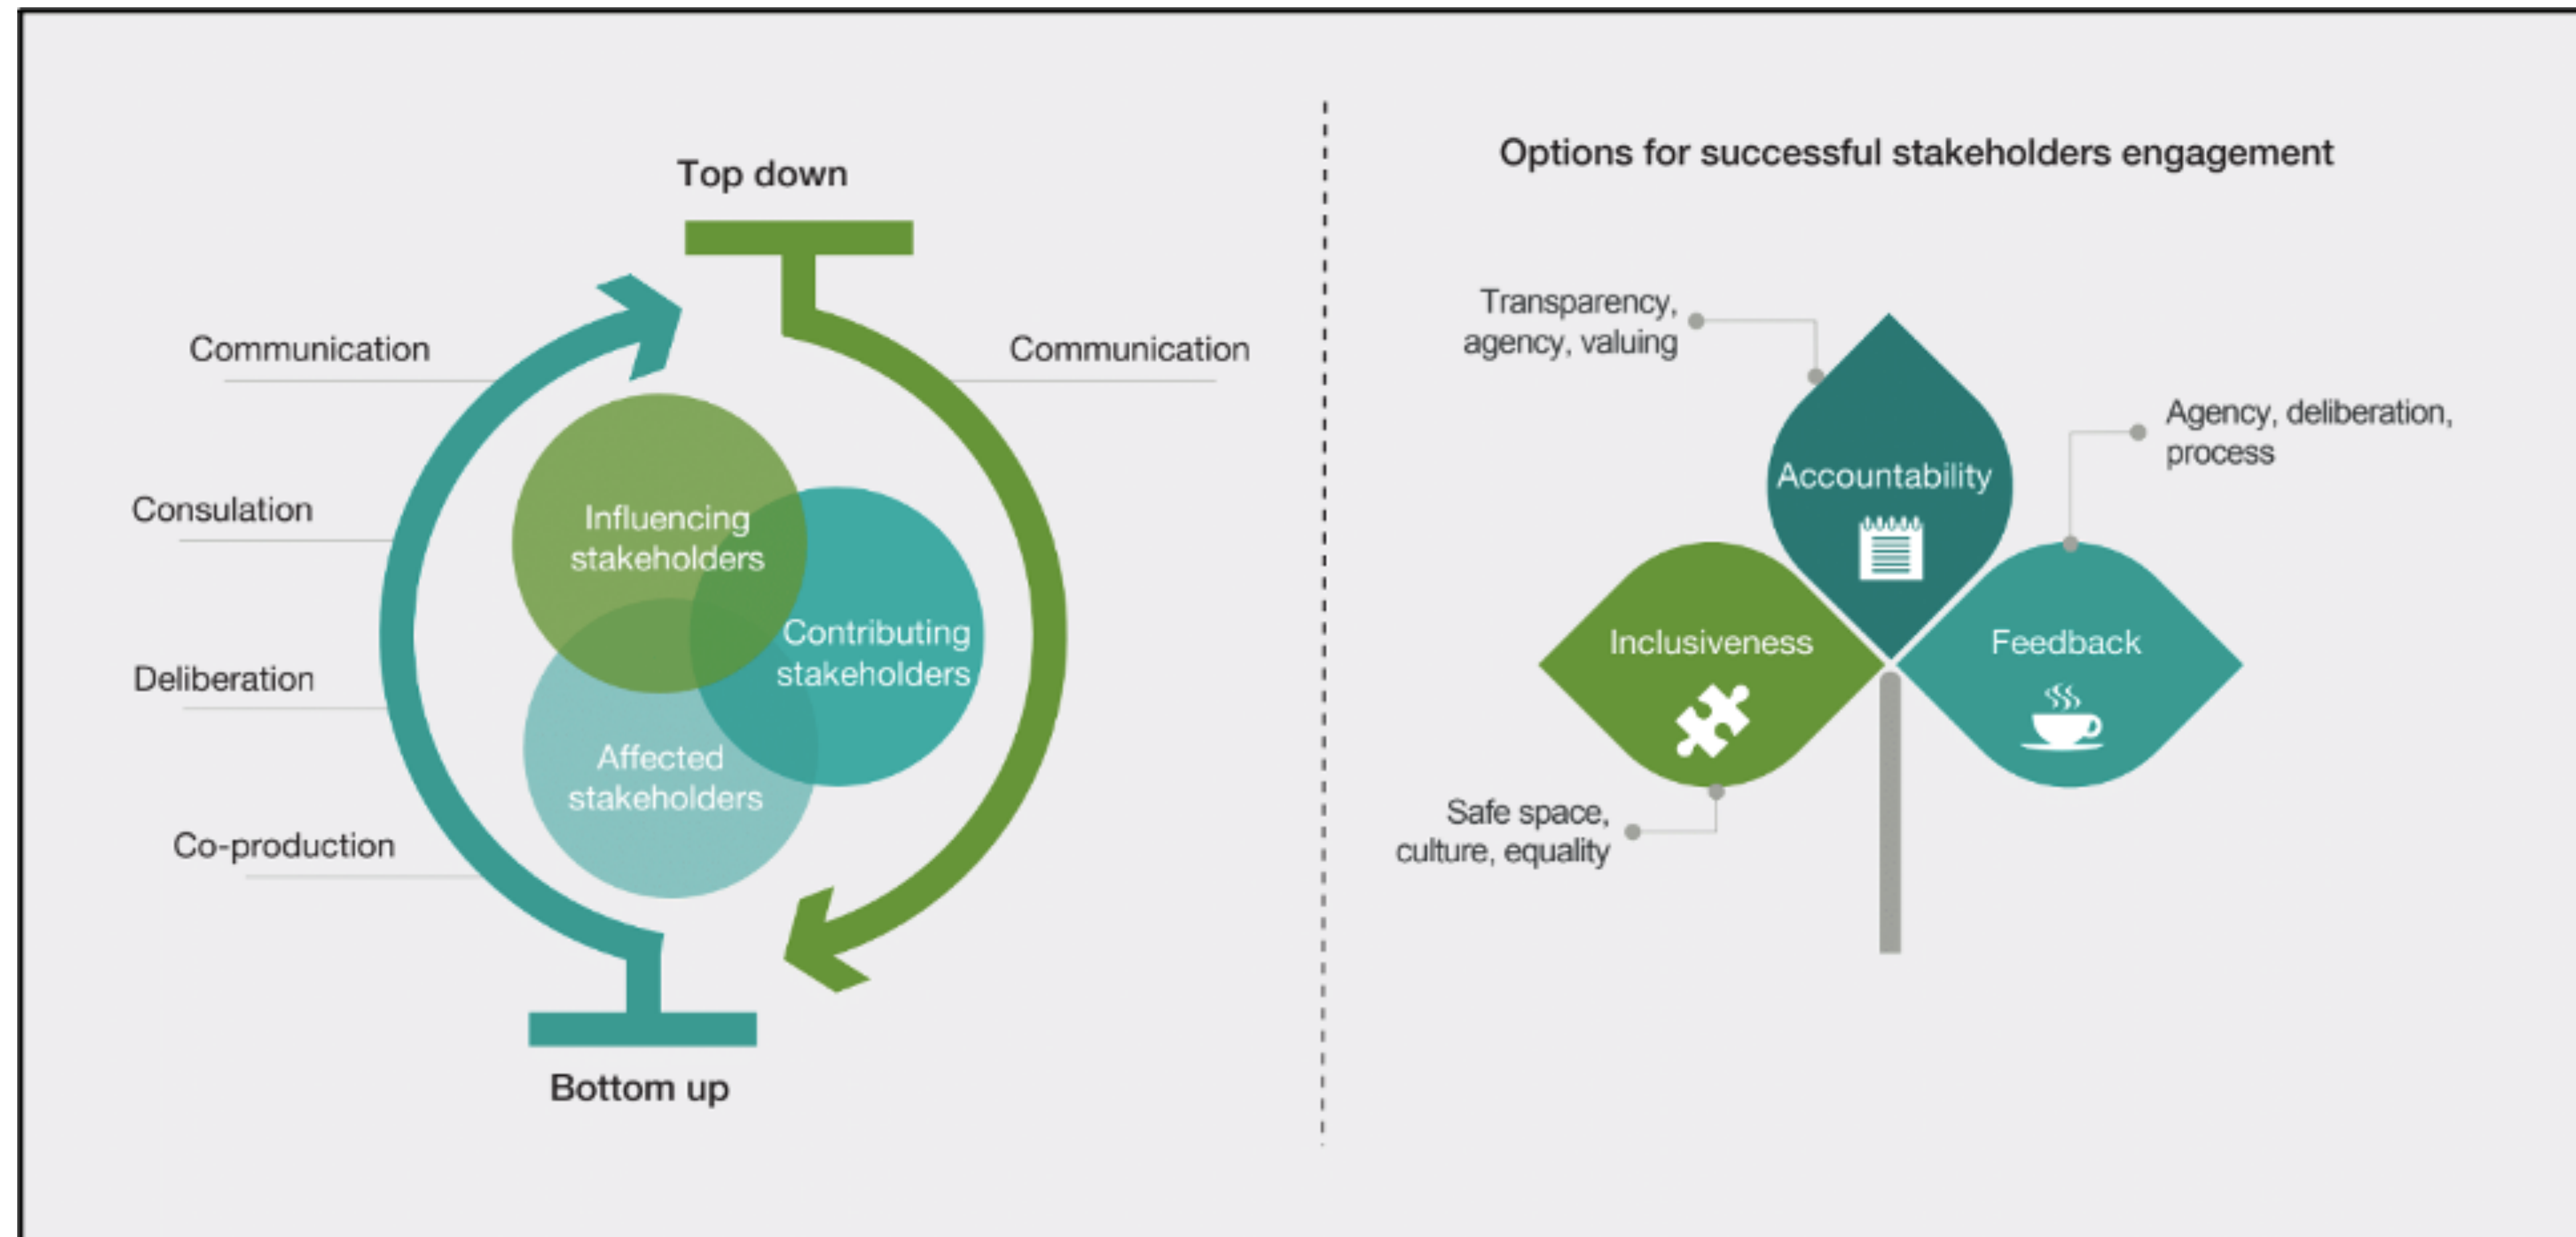 Top down
Communication
Consulation
Deliberation
Co-production
Communication
Influencing
stakeholders
Contributing
stakeholders
Affected
stakeholders
Bottom up
Options for successful stakeholders engagement
Transparency,
agency, valuing
Agency, deliberation,
process
Accountability
Inclusiveness
Feedback
Safe space,
culture, equality